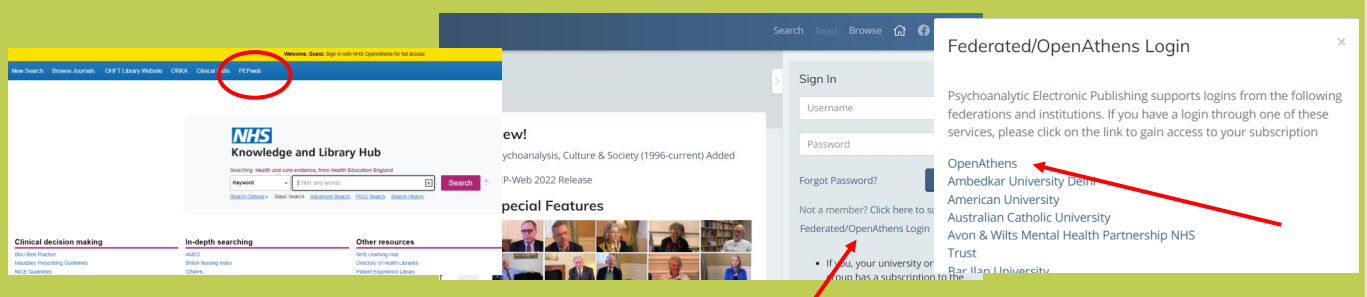 Welcome, Guest. Sign in with NHS OpenAthens for full access
New Search Browse Journals OHFT Library Website ORKA Clinical Skills PEPweb
NHS
Knowledge and Library Hub
Searching: Health and care evidence, from Health Education England
Keyword Enter any words Search
Search Options Basic Search Advanced Search PICO Search Search History
Clinical decision making
BMJ Best Practice
Maudsley Prescribing Guidelines
NICE Guidelines
In-depth searching
AMED
British Nursing Index
CINAHL
Other resources
NHS Learning Hub
Directory of Health Libraries
Patient Experience Library
Search Read Browse
ew!
ychoanalysis, Culture & Society (1996-current) Added
EP-Web 2022 Release
pecial Features
Sign In
Username
Password
Forgot Password?
Not a member? Click here to su
Federated/OpenAthens Login
If you, your university or
group has a subscription to the
Federated/OpenAthens Login ×
Psychoanalytic Electronic Publishing supports logins from the following
federations and institutions. If you have a login through one of these
services, please click on the link to gain access to your subscription
OpenAthens
Ambedkar University Delhi
American University
Australian Catholic University
Avon & Wilts Mental Health Partnership NHS
Trust
Bar Ilan University